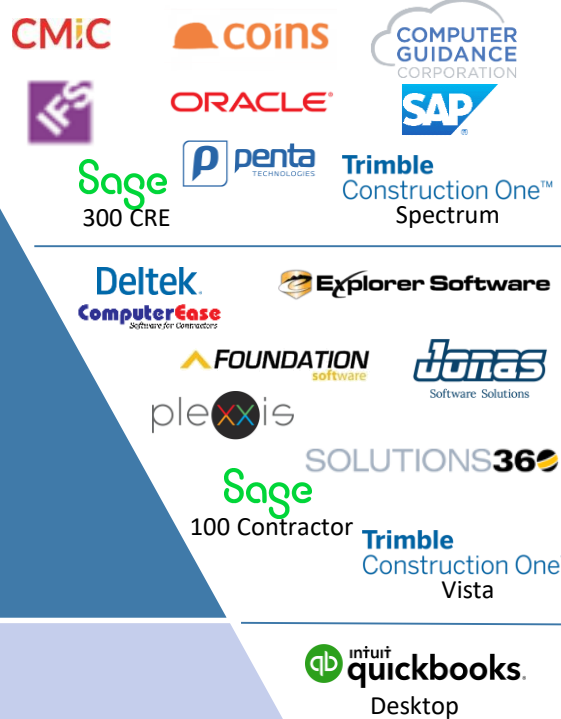 CMiC
coins
COMPUTER
GUIDANCE
CORPORATION
IFS
ORACLE®
SAP®
p penta
TECHNOLOGIES
Sage
300 CRE
Trimble
Construction One™
Spectrum
Deltek.
ComputerEase
Software for Contractors
Explorer Software
FOUNDATION
software
Jonas
Software Solutions
plexxis
SOLUTIONS360
Sage
100 Contractor
Trimble
Construction One
Vista
qb
intuit
quickbooks.
Desktop